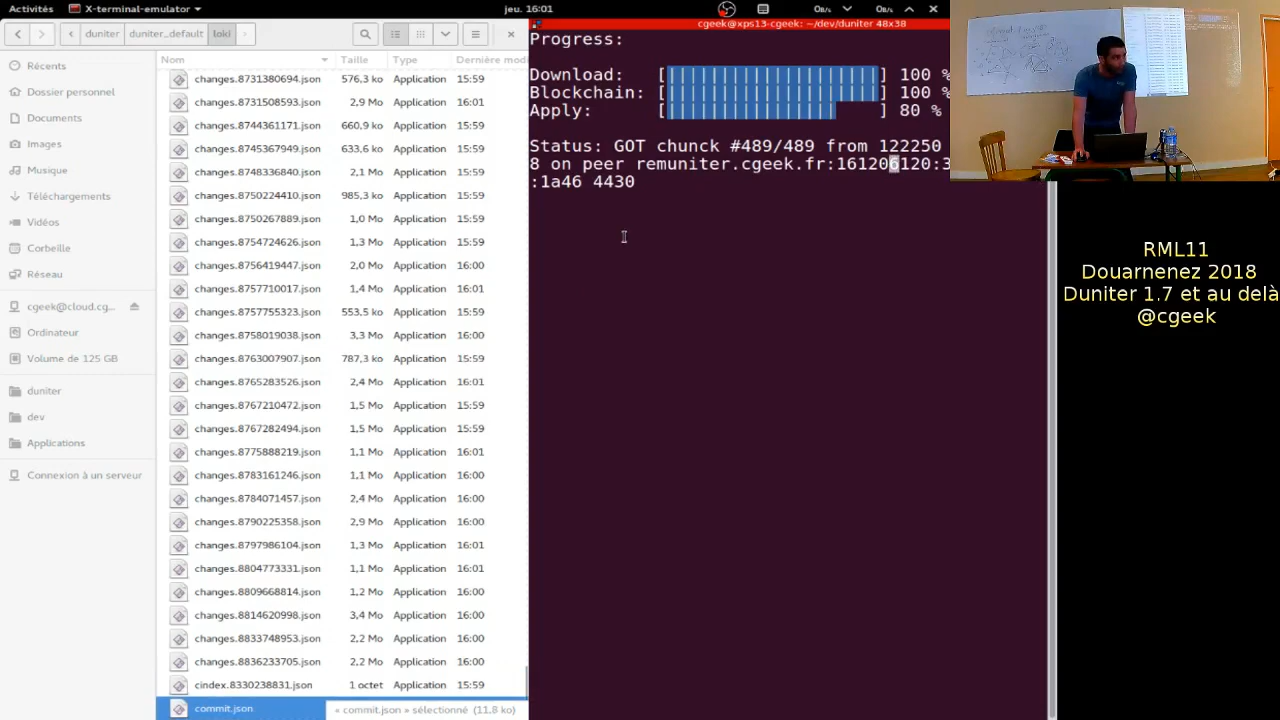 Activités X-terminal-emulator jeu. 16:01 0в/s 0в/s
duniter duniter_default loki
cgeek@xps13-cgeek: ~/dev/duniter 48x38
Nom Taille Type Dernière modi
Récents
Dossier personnel
Documents
Images
Musique
Téléchargements
Vidéos
Corbeille
Réseau
cgeek@cloud.cg...
Ordinateur
Volume de 125 GB
duniter
dev
Applications
Connexion à un serveur
changes.8731380694.json 576,3 ko Application 15:59
changes.8731508593.json 2,9 Mo Application 16:01
changes.8744361171.json 660,9 ko Application 15:59
changes.8745367949.json 633,6 ko Application 15:59
changes.8748336840.json 2,1 Mo Application 15:59
changes.8750224410.json 985,3 ko Application 15:59
changes.8750267889.json 1,0 Mo Application 15:59
changes.8754724626.json 1,3 Mo Application 15:59
changes.8756419447.json 2,0 Mo Application 16:00
changes.8757710017.json 1,4 Mo Application 16:01
changes.8757755323.json 553,5 ko Application 15:59
changes.8758019038.json 3,3 Mo Application 16:00
changes.8763007907.json 787,3 ko Application 15:59
changes.8765283526.json 2,4 Mo Application 16:01
changes.8767210472.json 1,5 Mo Application 15:59
changes.8767282494.json 1,5 Mo Application 15:59
changes.8775888219.json 1,1 Mo Application 16:01
changes.8783161246.json 1,1 Mo Application 16:00
changes.8784071457.json 2,4 Mo Application 16:00
changes.8790225358.json 2,9 Mo Application 16:00
changes.8797986104.json 1,3 Mo Application 16:01
changes.8804773331.json 1,1 Mo Application 16:01
changes.8809668814.json 1,2 Mo Application 16:00
changes.8814620998.json 3,4 Mo Application 16:00
changes.8833748953.json 2,2 Mo Application 16:00
changes.8836233705.json 2,2 Mo Application 16:00
cindex.8330238831.json 1 octet Application 15:59
commit.json « commit.json » sélectionné (11,8 ko)
Progress:
Download: [||||||||||||||||||||] 100 %
Blockchain: [||||||||||||||||||||] 100 %
Apply: [|||||||||||||||| ] 80 %
Status: GOT chunck #489/489 from 122250
8 on peer remuniter.cgeek.fr:161206120:3
:1a46 4430
RML11
Douarnenez 2018
Duniter 1.7 et au delà
@cgeek